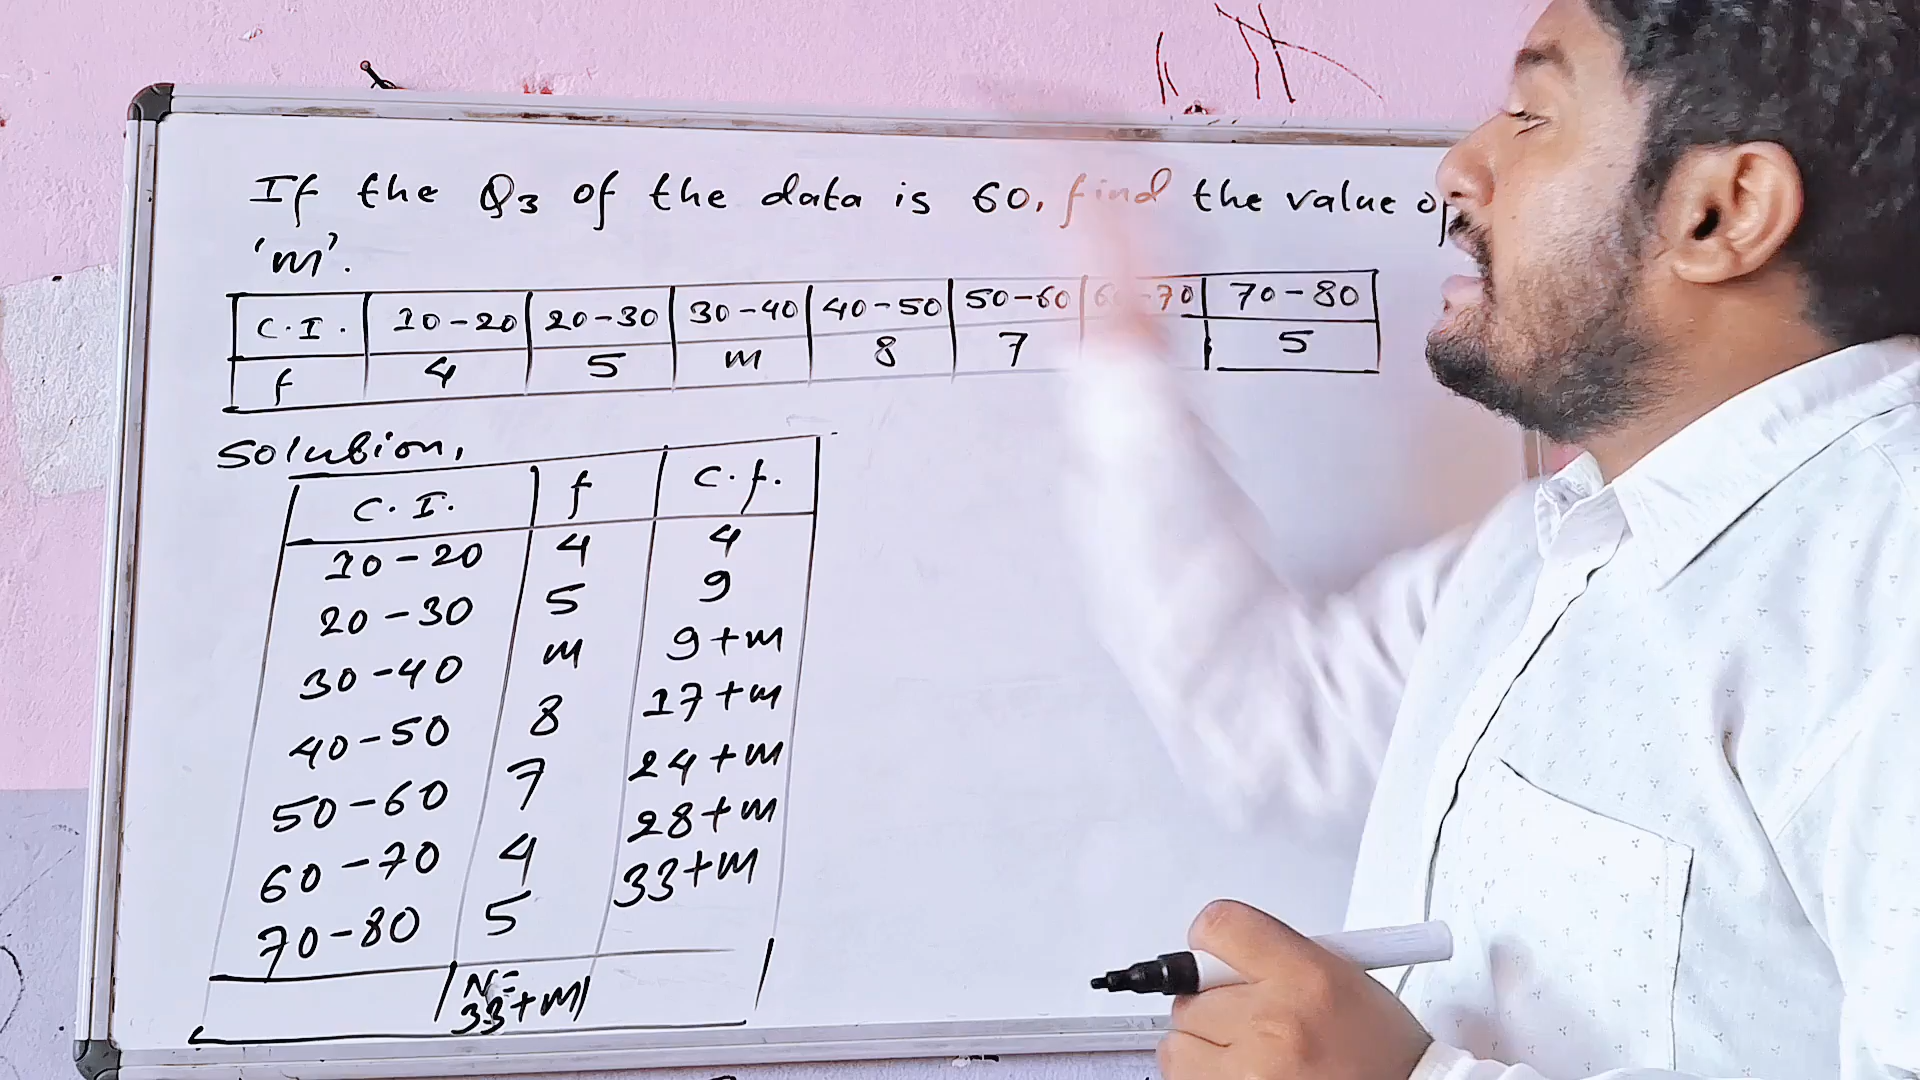 If the Q3 of the data is 60, find the value of
'm'.
C.I. 10-20 20-30 30-40 40-50 50-60 60-70 70-80
f 4 5 m 8 7 5
Solution,
C.I. f C.f.
10-20 4 4
20-30 5 9
30-40 m 9+m
40-50 8 17+m
50-60 7 24+m
60-70 4 28+m
70-80 5 33+m
N=
33+m